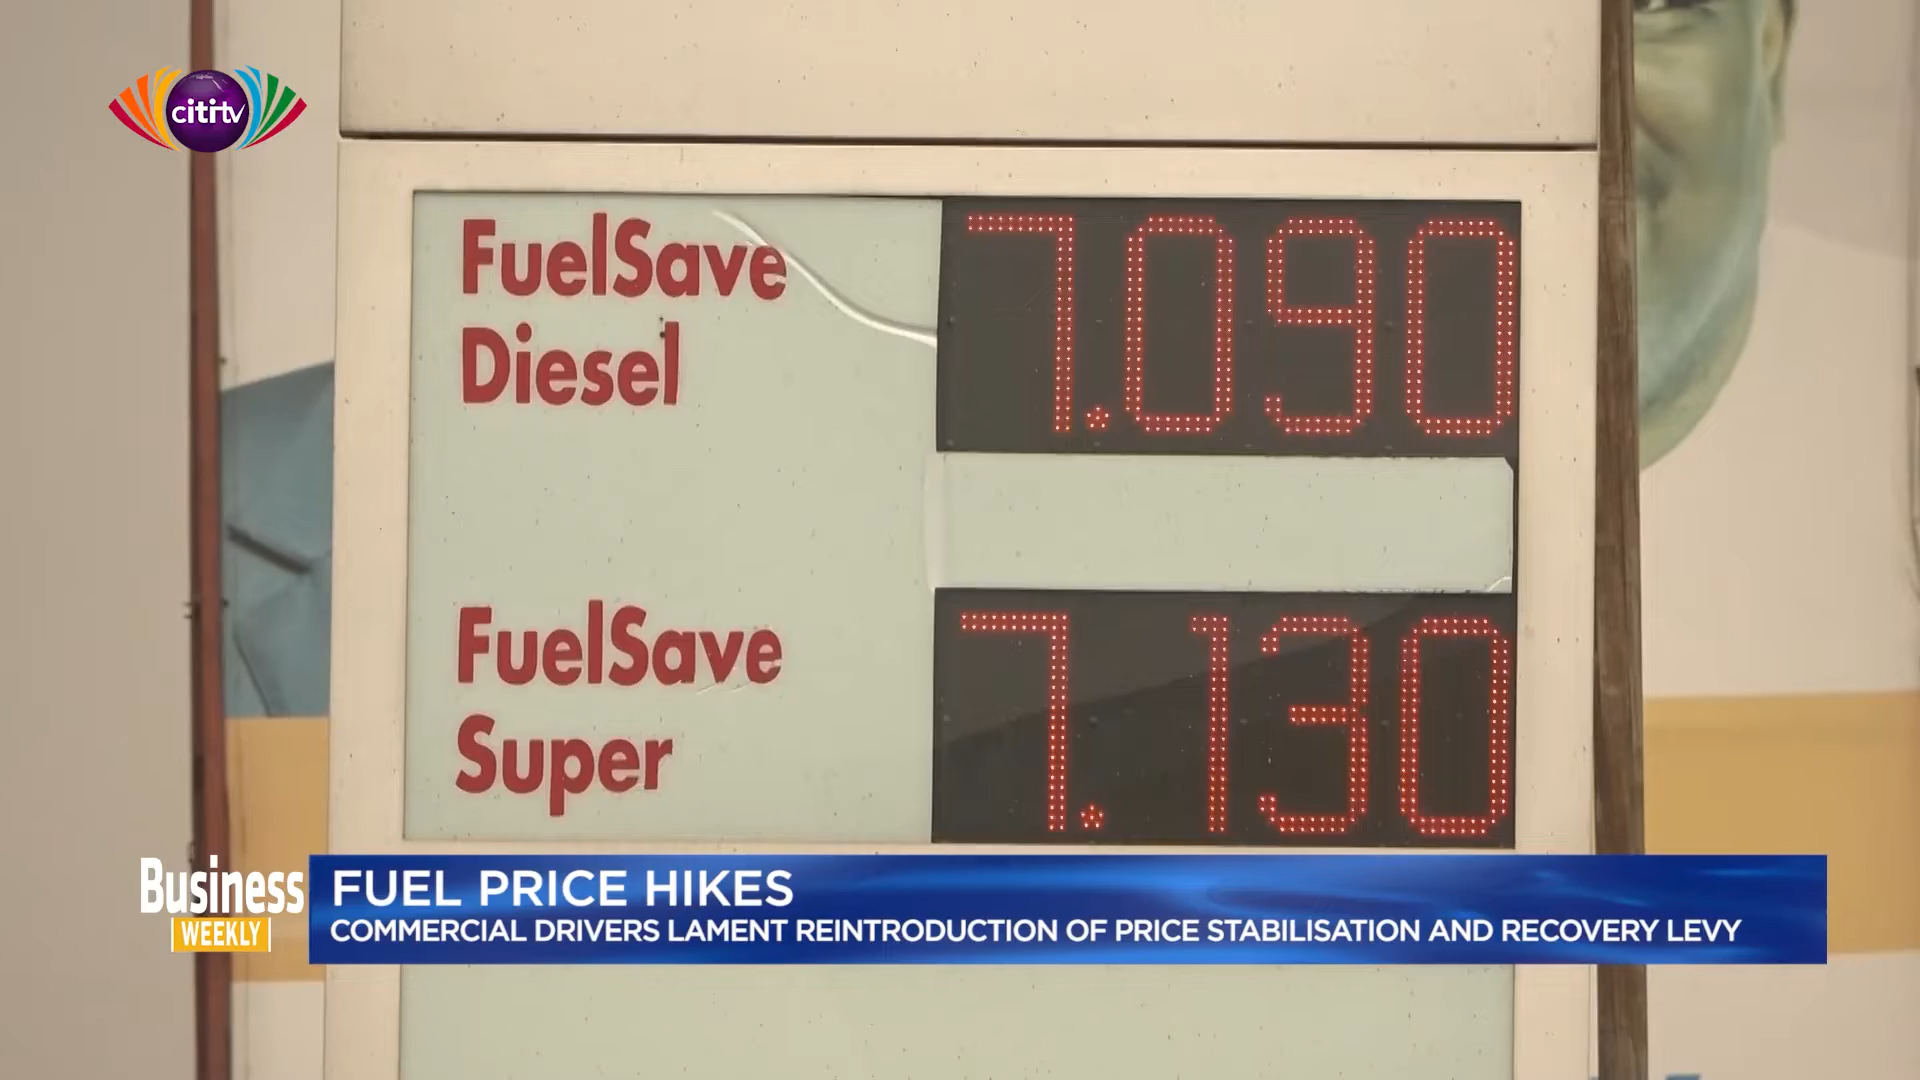 citi tv
FuelSave
Diesel
7.090
FuelSave
Super
7.130
Business
WEEKLY
FUEL PRICE HIKES
COMMERCIAL DRIVERS LAMENT REINTRODUCTION OF PRICE STABILISATION AND RECOVERY LEVY